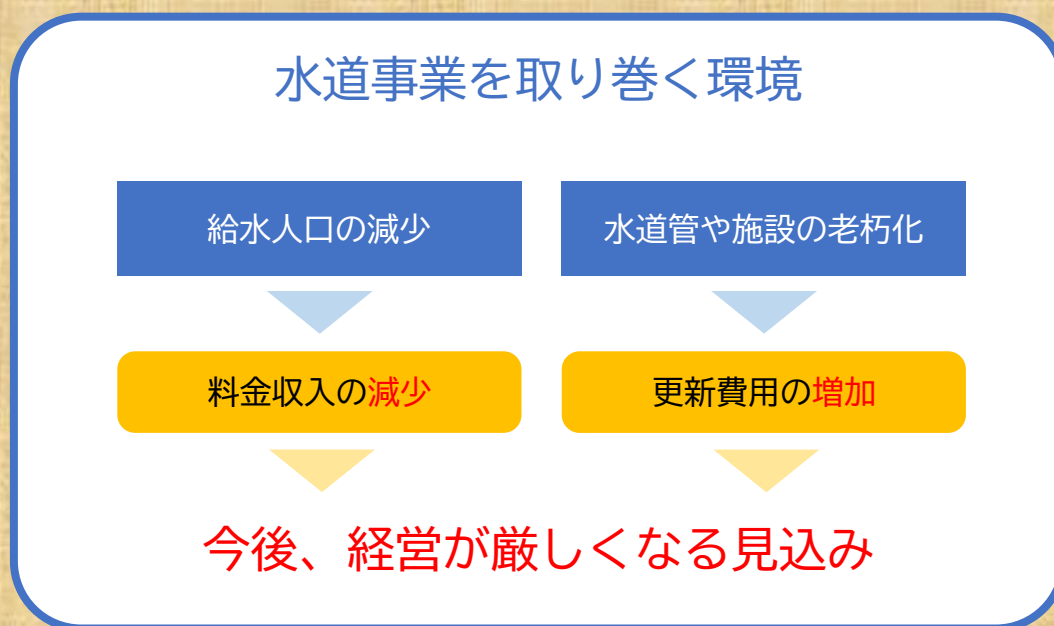 水道事業を取り巻く環境
給水人口の減少
水道管や施設の老朽化
料金収入の減少
更新費用の増加
今後、経営が厳しくなる見込み